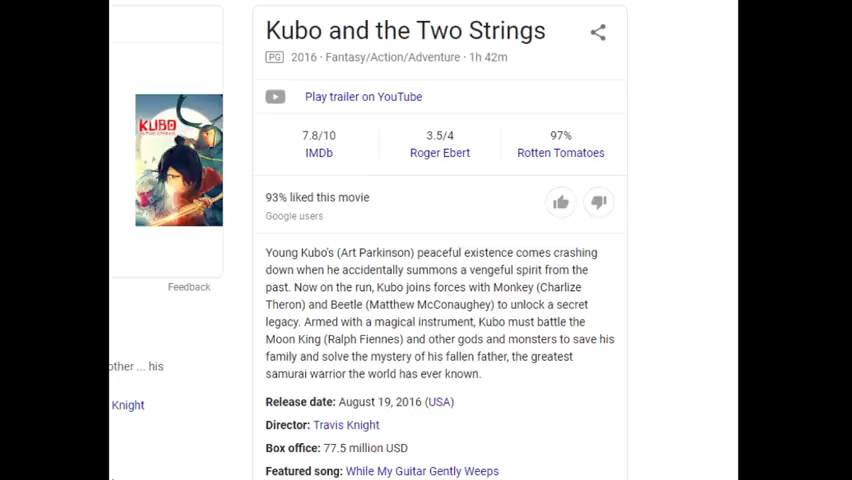 Kubo and the Two Strings
PG 2016 · Fantasy/Action/Adventure · 1h 42m
Play trailer on YouTube
7.8/10 3.5/4 97%
IMDb Roger Ebert Rotten Tomatoes
KUBO
93% liked this movie
Google users
Young Kubo's (Art Parkinson) peaceful existence comes crashing
down when he accidentally summons a vengeful spirit from the
past. Now on the run, Kubo joins forces with Monkey (Charlize
Theron) and Beetle (Matthew McConaughey) to unlock a secret
legacy. Armed with a magical instrument, Kubo must battle the
Moon King (Ralph Fiennes) and other gods and monsters to save his
family and solve the mystery of his fallen father, the greatest
samurai warrior the world has ever known.
Feedback
other ... his
Knight
Release date: August 19, 2016 (USA)
Director: Travis Knight
Box office: 77.5 million USD
Featured song: While My Guitar Gently Weeps